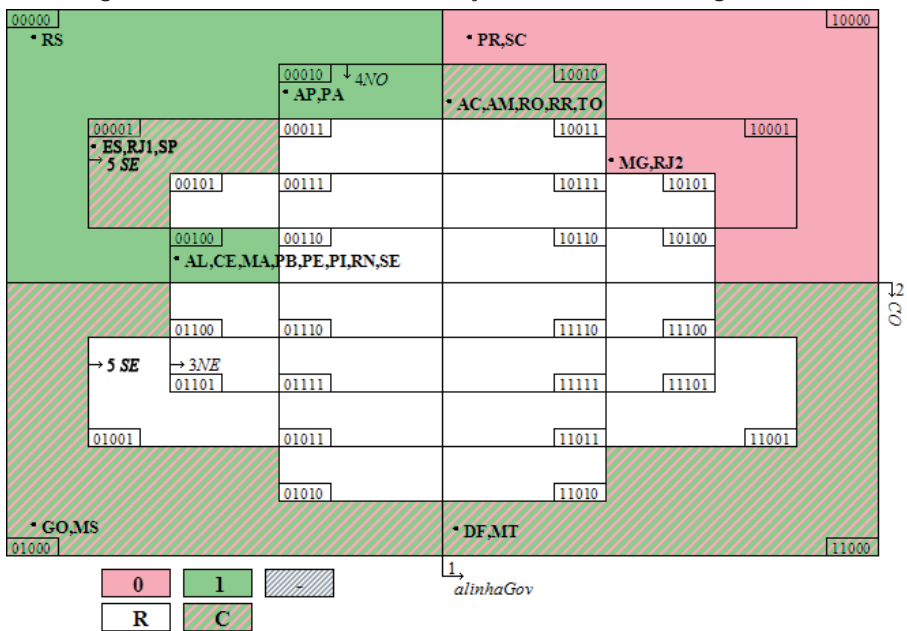 00000 10000
RS PR,SC
00010 4NO 10010
AP,PA AC,AM,RO,RR,TO
00001 00011 10011 10001
ES,RJ1,SP
5 SE MG,RJ2
00101 00111 10111 10101
00100 00110 10110 10100
AL,CE,MA,PB,PE,PI,RN,SE
2
CO
01100 01110 11110 11100
5 SE 3NE
01101 01111 11111 11101
01001 01011 11011 11001
01010 11010
GO,MS DF,MT
01000 11000
1
alinhaGov
0 1 -
R C